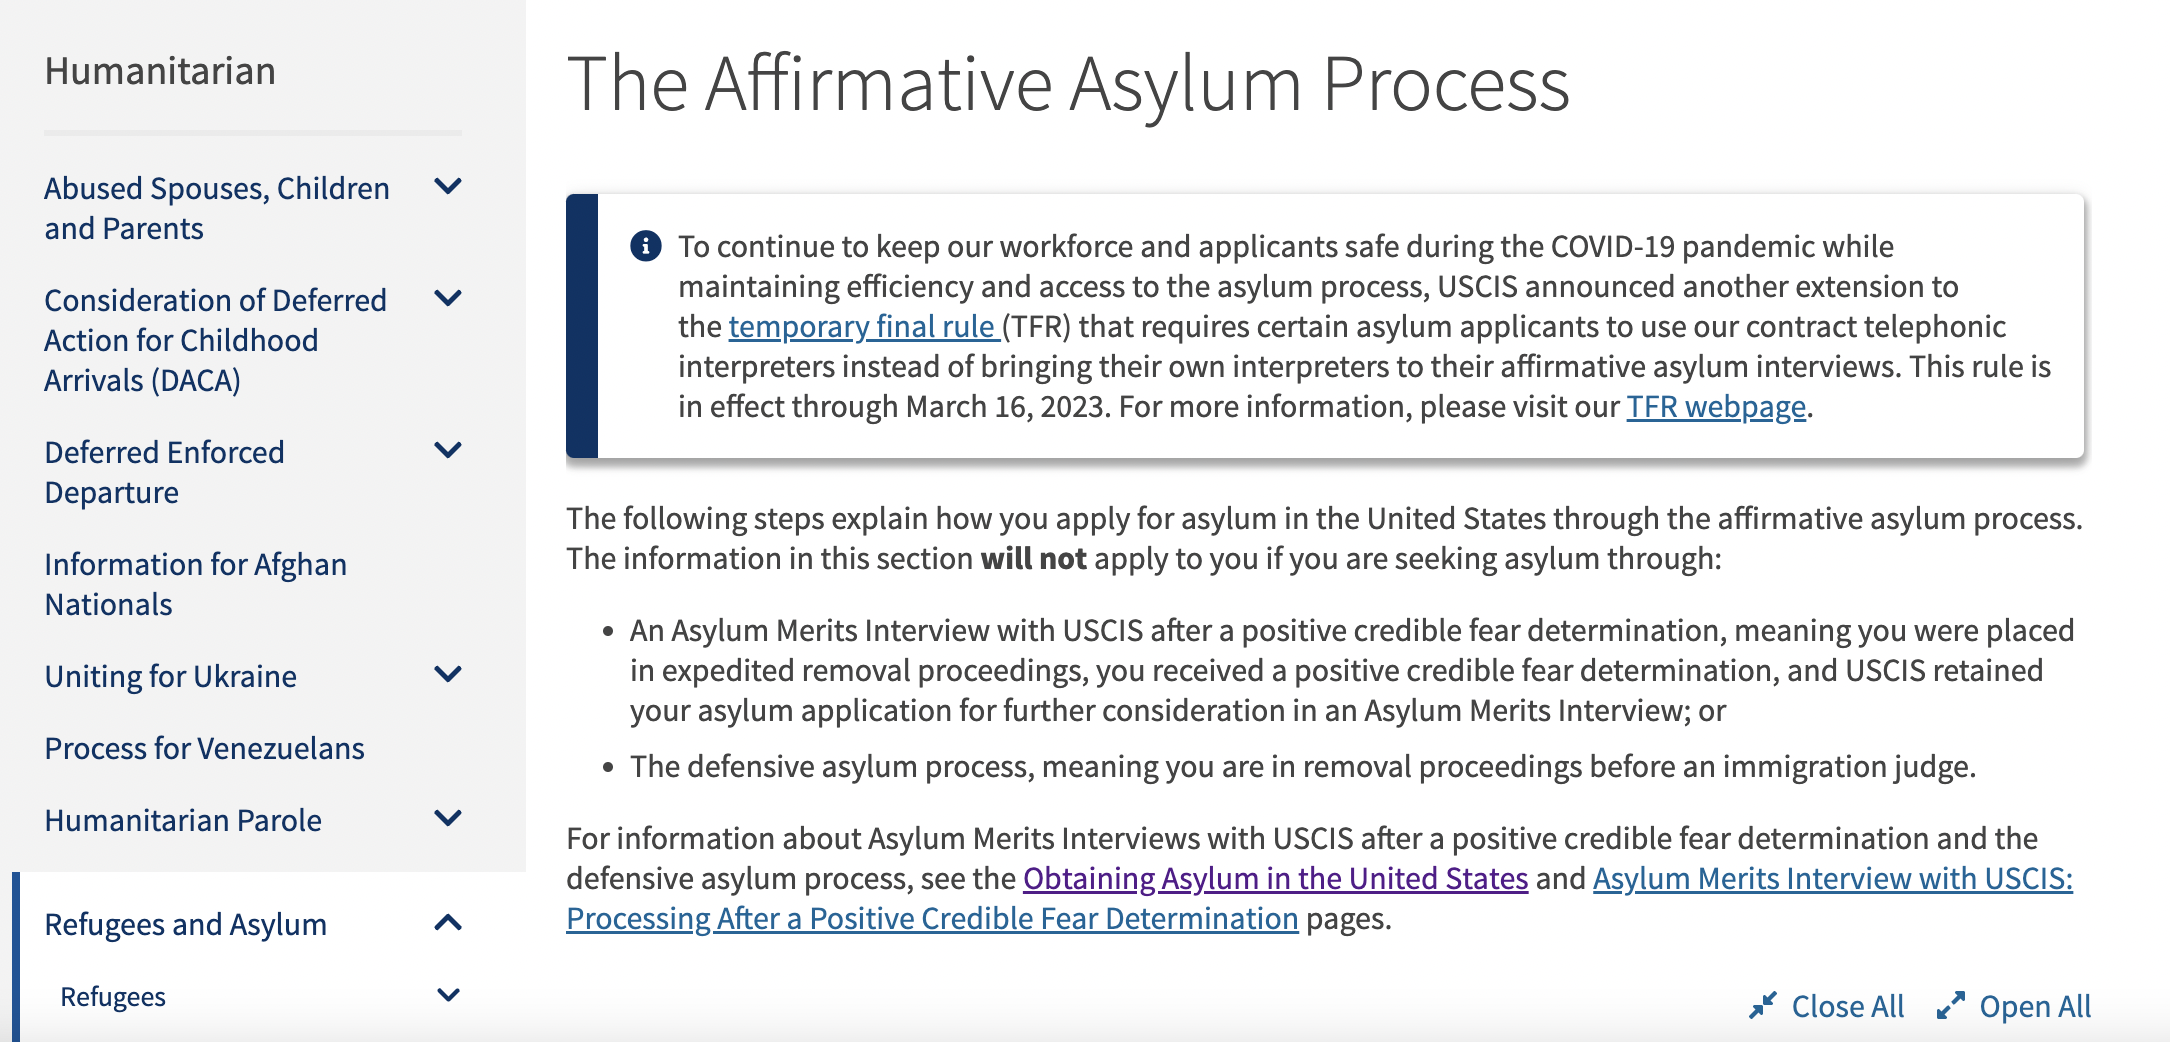 Humanitarian
Abused Spouses, Children
and Parents
Consideration of Deferred
Action for Childhood
Arrivals (DACA)
Deferred Enforced
Departure
Information for Afghan
Nationals
Uniting for Ukraine
Process for Venezuelans
Humanitarian Parole
Refugees and Asylum
Refugees
The Affirmative Asylum Process
To continue to keep our workforce and applicants safe during the COVID-19 pandemic while
maintaining efficiency and access to the asylum process, USCIS announced another extension to
the temporary final rule (TFR) that requires certain asylum applicants to use our contract telephonic
interpreters instead of bringing their own interpreters to their affirmative asylum interviews. This rule is
in effect through March 16, 2023. For more information, please visit our TFR webpage.
The following steps explain how you apply for asylum in the United States through the affirmative asylum process.
The information in this section will not apply to you if you are seeking asylum through:
• An Asylum Merits Interview with USCIS after a positive credible fear determination, meaning you were placed
in expedited removal proceedings, you received a positive credible fear determination, and USCIS retained
your asylum application for further consideration in an Asylum Merits Interview; or
• The defensive asylum process, meaning you are in removal proceedings before an immigration judge.
For information about Asylum Merits Interviews with USCIS after a positive credible fear determination and the
defensive asylum process, see the Obtaining Asylum in the United States and Asylum Merits Interview with USCIS:
Processing After a Positive Credible Fear Determination pages.
Close All Open All